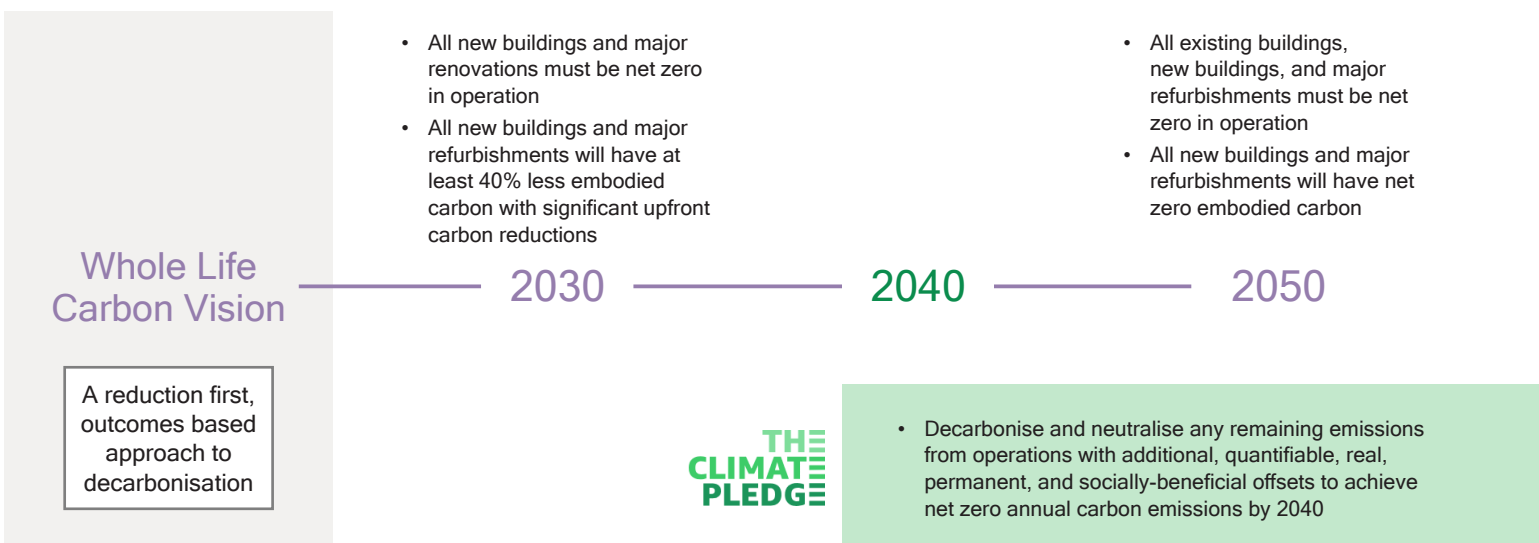 • All new buildings and major
renovations must be net zero
in operation
• All new buildings and major
refurbishments will have at
least 40% less embodied
carbon with significant upfront
carbon reductions
• All existing buildings,
new buildings, and major
refurbishments must be net
zero in operation
• All new buildings and major
refurbishments will have net
zero embodied carbon
Whole Life
Carbon Vision
2030
2040
2050
A reduction first,
outcomes based
approach to
decarbonisation
THE
CLIMATE
PLEDGE
• Decarbonise and neutralise any remaining emissions
from operations with additional, quantifiable, real,
permanent, and socially-beneficial offsets to achieve
net zero annual carbon emissions by 2040